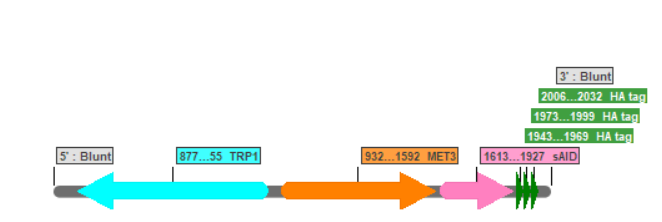 3' : Blunt
2006...2032 HA tag
1973...1999 HA tag
1943...1969 HA tag
5' : Blunt
877...55 TRP1
932...1592 MET3
1613...1927 sAID